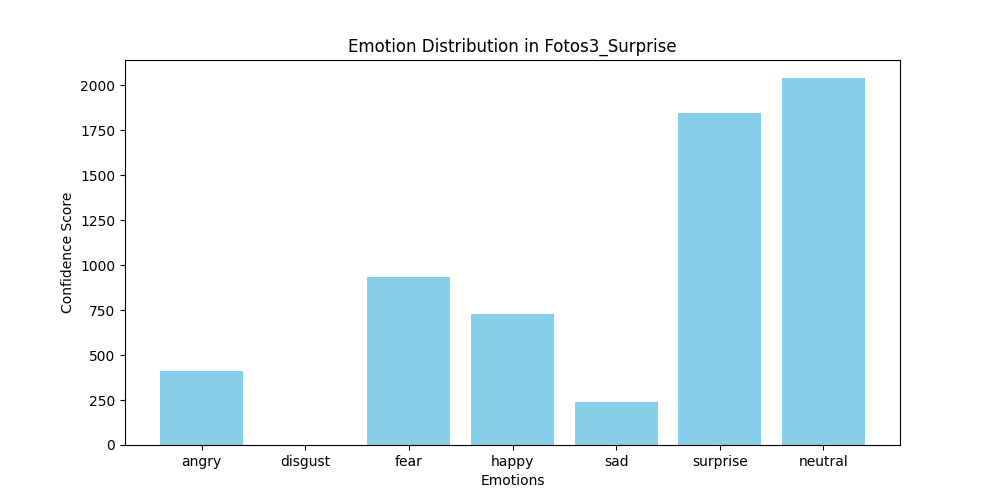 Emotion Distribution in Fotos3_Surprise
Confidence Score
2000
1750
1500
1250
1000
750
500
250
0
angry disgust fear happy sad surprise neutral
Emotions